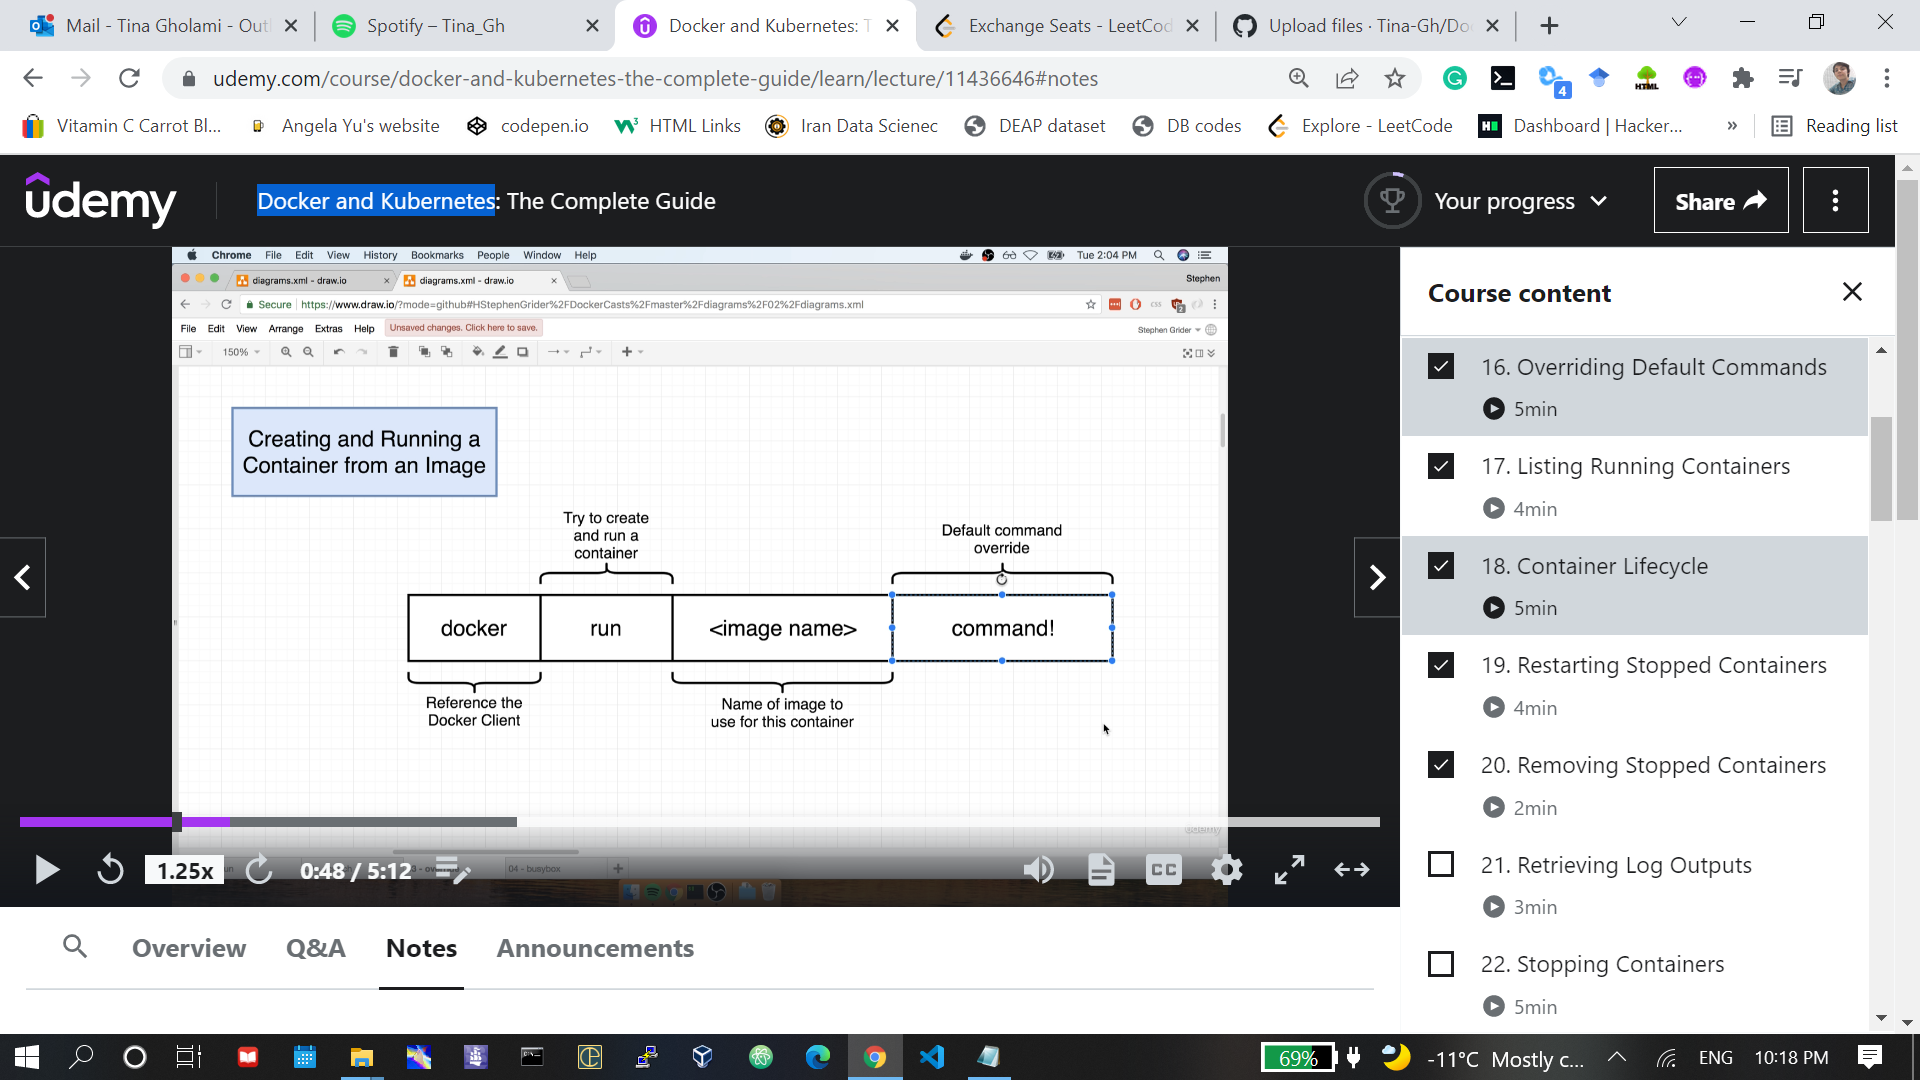 Mail - Tina Gholami - Outl
Spotify – Tina_Gh
Docker and Kubernetes: T
Exchange Seats - LeetCod
Upload files · Tina-Gh/Do
udemy.com/course/docker-and-kubernetes-the-complete-guide/learn/lecture/11436646#notes
4
HTML
Vitamin C Carrot Bl...
Angela Yu's website
codepen.io
HTML Links
Iran Data Scienec
DEAP dataset
DB codes
Explore - LeetCode
Dashboard | Hacker...
»
Reading list
udemy
Docker and Kubernetes: The Complete Guide
Your progress
Share
Chrome File Edit View History Bookmarks People Window Help
Tue 2:04 PM
diagrams.xml - draw.io
diagrams.xml - draw.io
Stephen
Secure | https://www.draw.io/?mode=github#HStephenGrider%2FDockerCasts%2Fmaster%2Fdiagrams%2F02%2Fdiagrams.xml
File Edit View Arrange Extras Help
Unsaved changes. Click here to save.
Stephen Grider
150%
Creating and Running a
Container from an Image
Try to create
and run a
container
Default command
override
docker
run
<image name>
command!
Reference the
Docker Client
Name of image to
use for this container
udemy
1.25x
0:48 / 5:12
04 - busybox
CC
Overview
Q&A
Notes
Announcements
Course content
16. Overriding Default Commands
5min
17. Listing Running Containers
4min
18. Container Lifecycle
5min
19. Restarting Stopped Containers
4min
20. Removing Stopped Containers
2min
21. Retrieving Log Outputs
3min
22. Stopping Containers
5min
69%
-11°C Mostly c...
ENG
10:18 PM